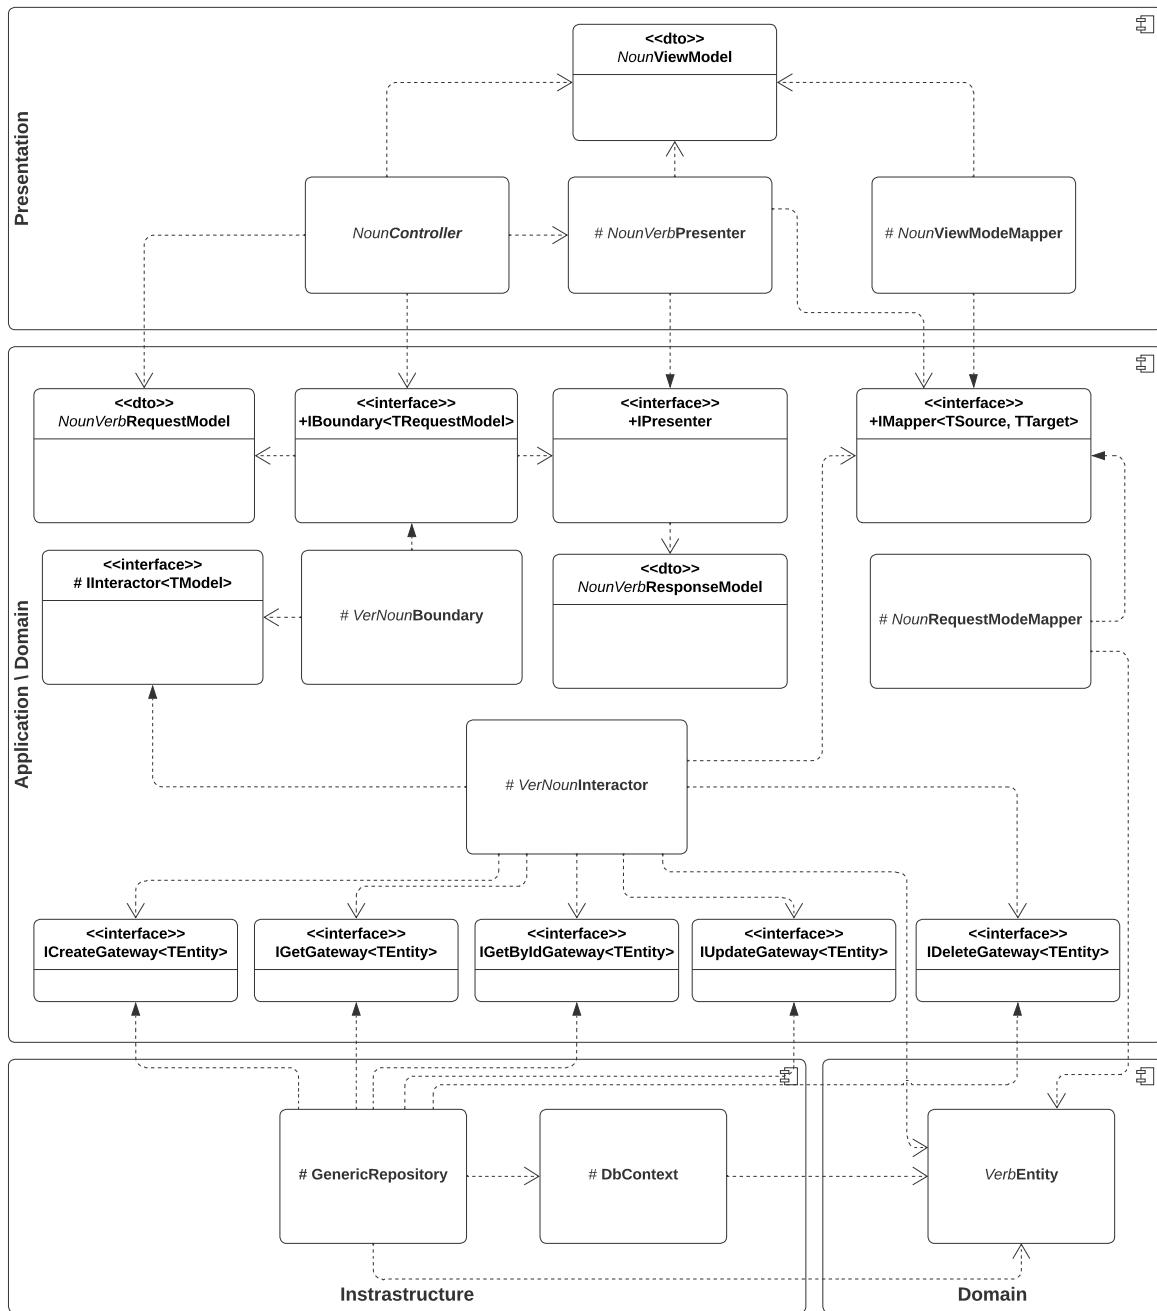 Presentation
<<dto>>
NounViewModel
NounController
# NounVerbPresenter
# NounViewModeMapper
Application \ Domain
<<dto>>
NounVerbRequestModel
<<interface>>
+IBoundary<TRequestModel>
<<interface>>
+IPresenter
<<interface>>
+IMapper<TSource, TTarget>
<<interface>>
# IInteractor<TModel>
# VerNounBoundary
<<dto>>
NounVerbResponseModel
# NounRequestModeMapper
# VerNounInteractor
<<interface>>
ICreateGateway<TEntity>
<<interface>>
IGetGateway<TEntity>
<<interface>>
IGetByIdGateway<TEntity>
<<interface>>
IUpdateGateway<TEntity>
<<interface>>
IDeleteGateway<TEntity>
# GenericRepository
# DbContext
VerbEntity
Instrastructure
Domain